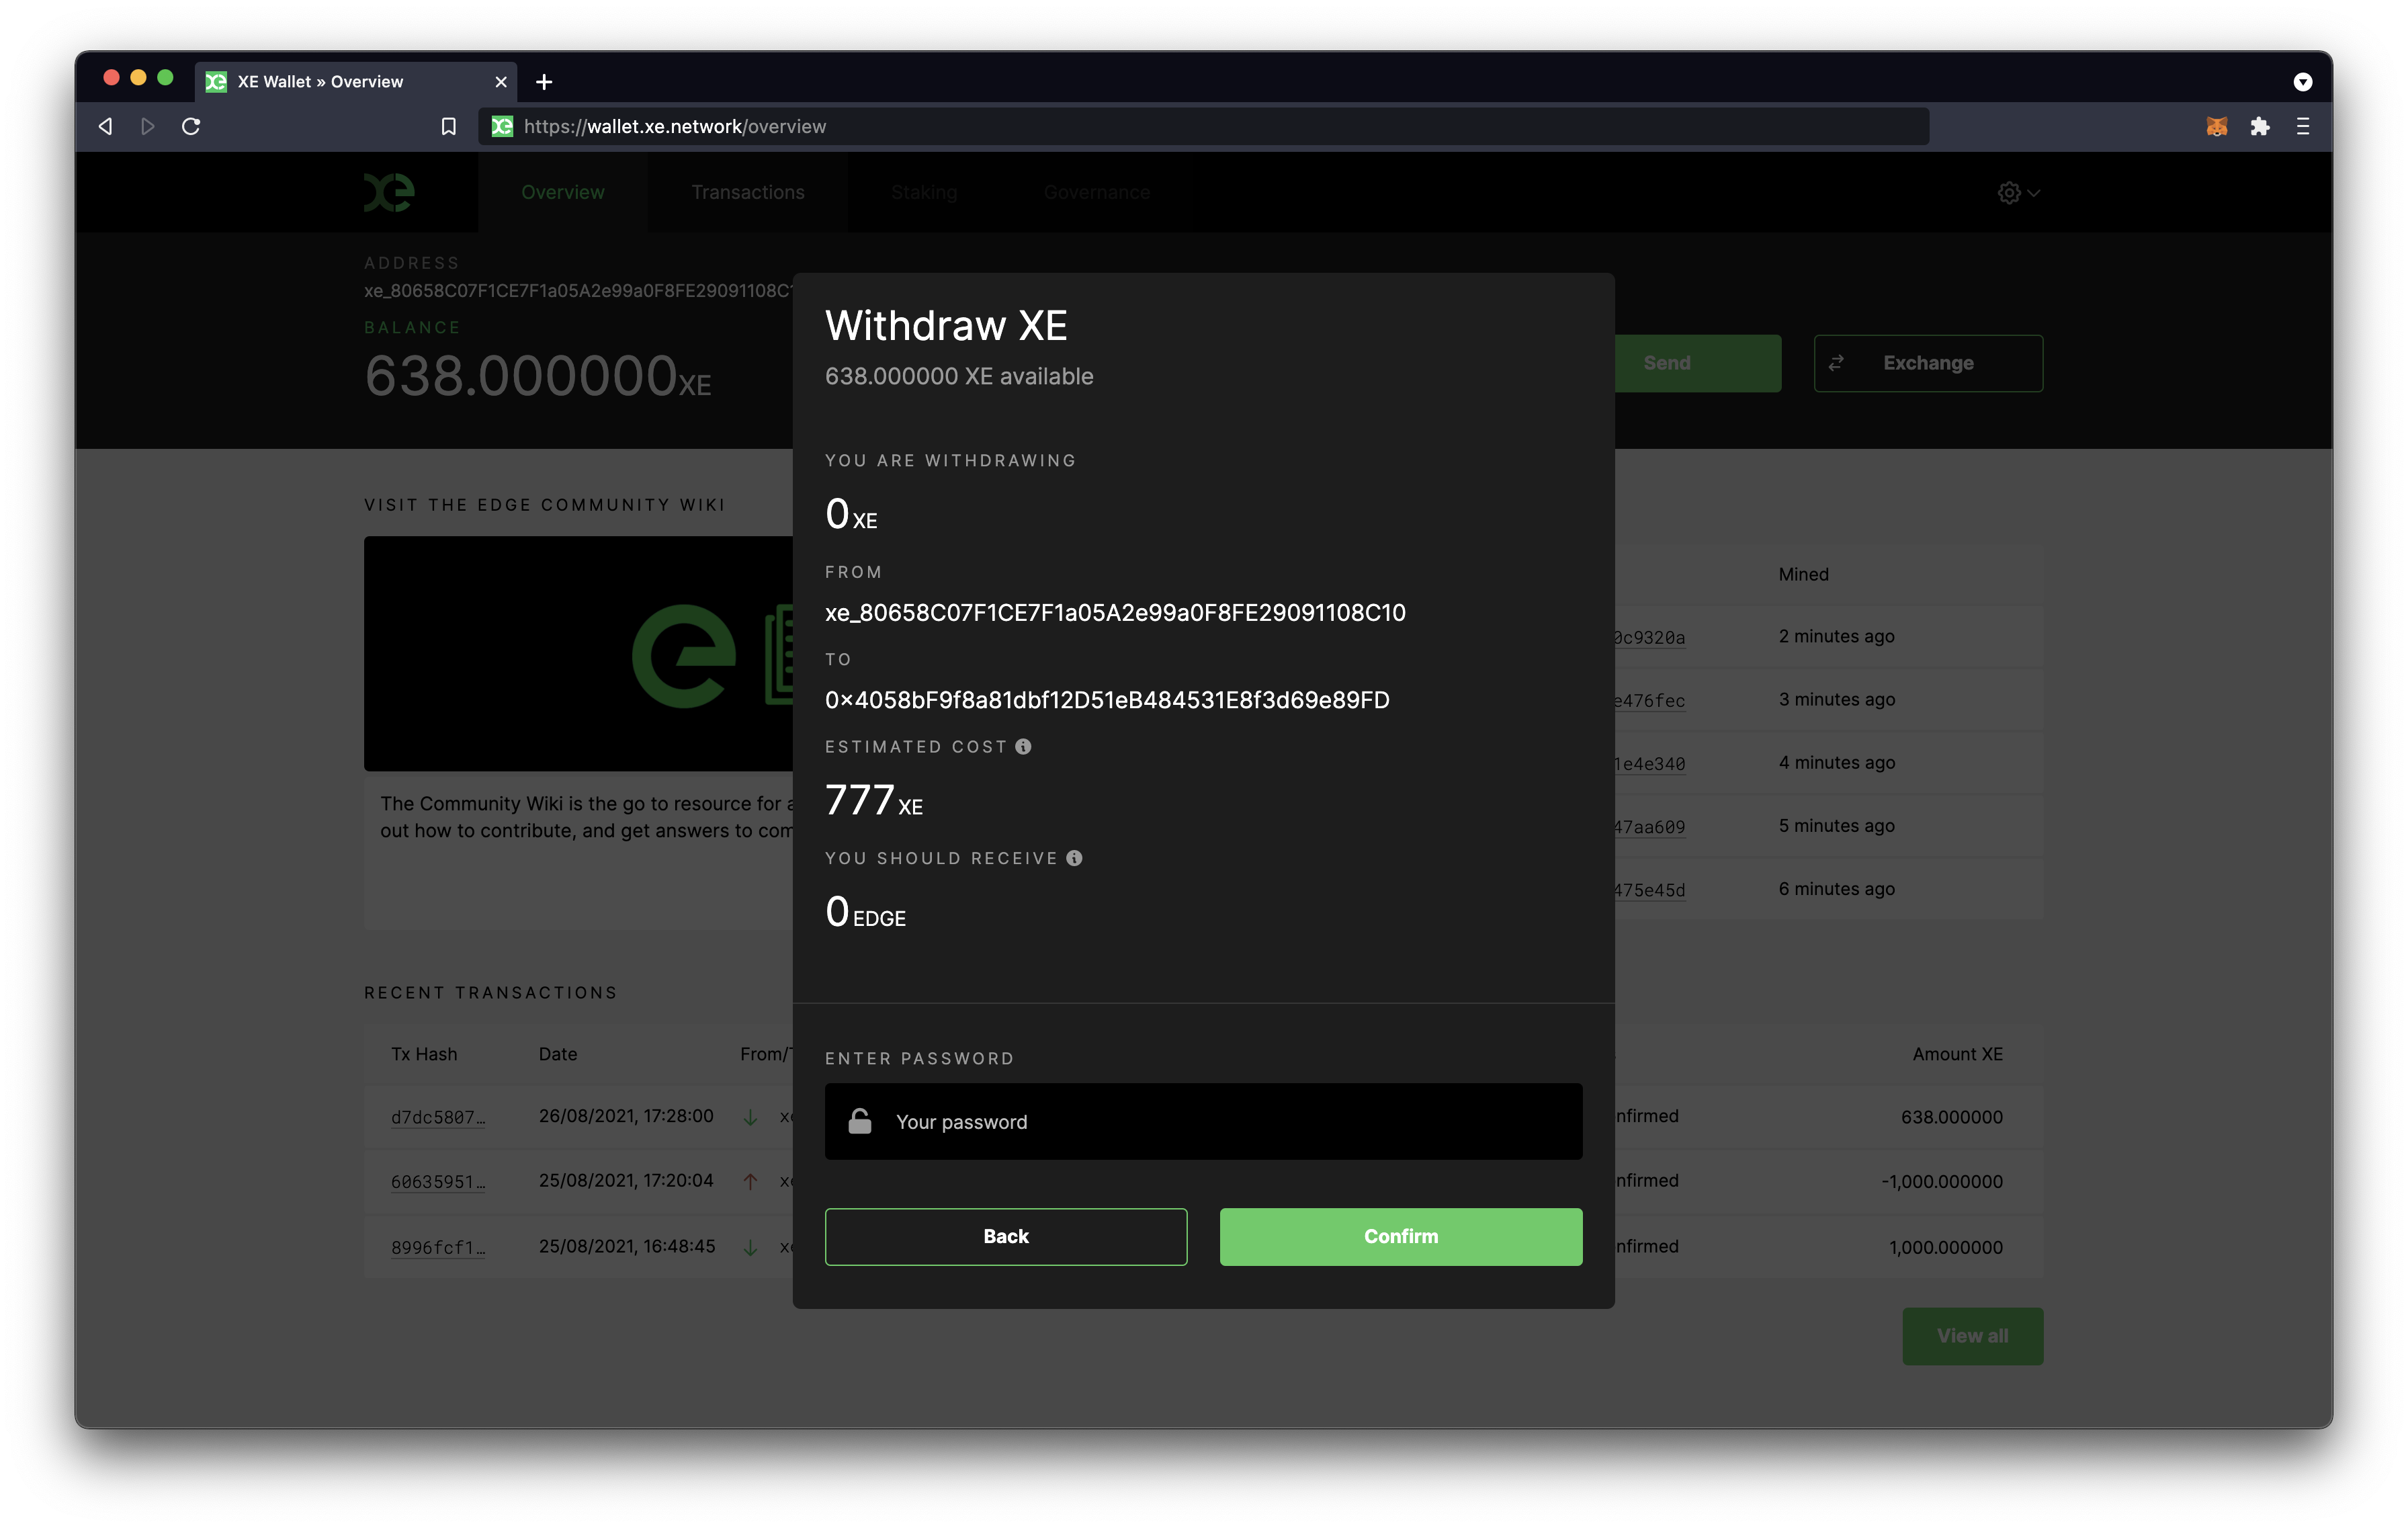 XE Wallet » Overview
https://wallet.xe.network/overview
xe
Overview
Transactions
Staking
Governance
ADDRESS
xe_80658C07F1CE7F1a05A2e99a0F8FE29091108C
BALANCE
638.000000XE
Send
Exchange
Withdraw XE
638.000000 XE available
YOU ARE WITHDRAWING
0 XE
FROM
xe_80658C07F1CE7F1a05A2e99a0F8FE29091108C10
TO
0x4058bF9f8a81dbf12D51eB484531E8f3d69e89FD
ESTIMATED COST
777 XE
YOU SHOULD RECEIVE
0 EDGE
ENTER PASSWORD
Your password
Back
Confirm
VISIT THE EDGE COMMUNITY WIKI
The Community Wiki is the go to resource for a
out how to contribute, and get answers to com
Mined
0c9320a 2 minutes ago
e476fec 3 minutes ago
1e4e340 4 minutes ago
47aa609 5 minutes ago
475e45d 6 minutes ago
RECENT TRANSACTIONS
Tx Hash Date From/ Amount XE
d7dc5807… 26/08/2021, 17:28:00 nfirmed 638.000000
60635951… 25/08/2021, 17:20:04 nfirmed -1,000.000000
8996fcf1… 25/08/2021, 16:48:45 nfirmed 1,000.000000
View all